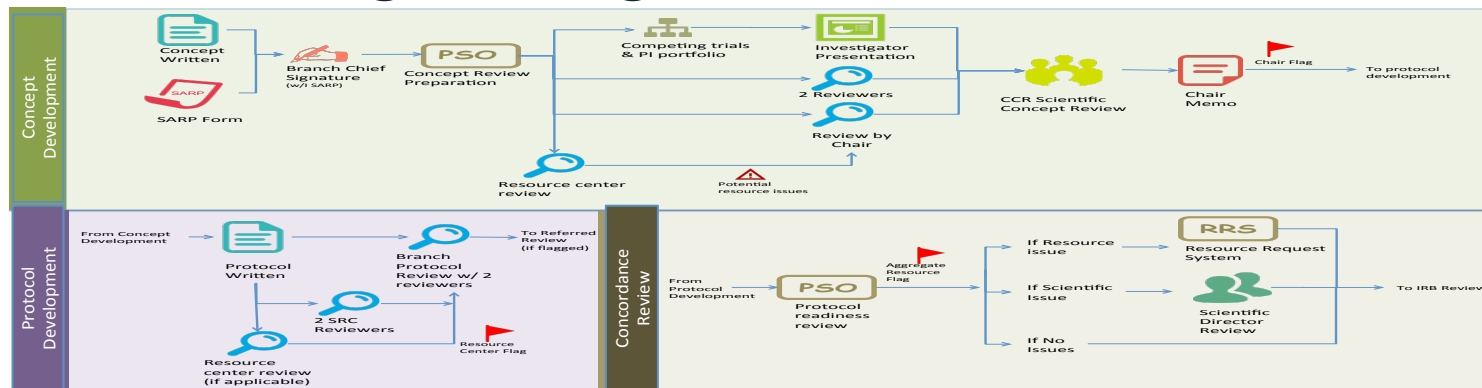 Concept
Development
Concept
Written
SARP
SARP Form
Branch Chief
Signature
(w/i SARP)
PSO
Concept Review
Preparation
Competing trials
& PI portfolio
Investigator
Presentation
2 Reviewers
Review by
Chair
Resource center
review
Potential
resource issues
CCR Scientific
Concept Review
Chair
Memo
Chair Flag
To protocol
development
Protocol
Development
From Concept
Development
Protocol
Written
Branch
Protocol
Review w/ 2
reviewers
To Referred
Review
(if flagged)
2 SRC
Reviewers
Resource
center review
(if applicable)
Resource
Center Flag
Concordance
Review
From
Protocol
Development
PSO
Protocol
readiness
review
Aggregate
Resource
Flag
If Resource
issue
RRS
Resource Request
System
If Scientific
Issue
Scientific
Director
Review
If No
Issues
To IRB Review